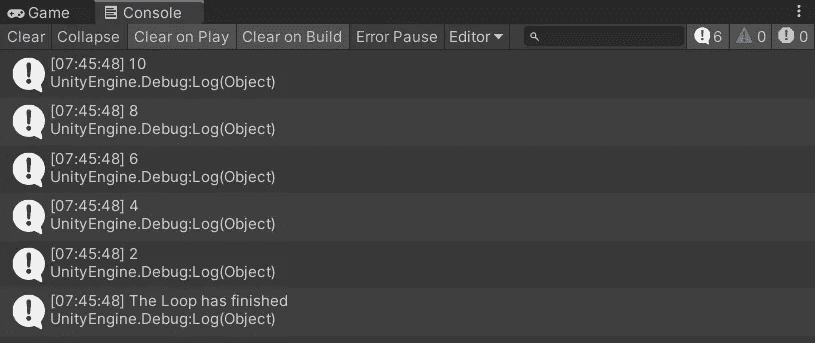 Game Console
Clear Collapse Clear on Play Clear on Build Error Pause Editor 6 0 0
[07:45:48] 10
UnityEngine.Debug:Log(Object)
[07:45:48] 8
UnityEngine.Debug:Log(Object)
[07:45:48] 6
UnityEngine.Debug:Log(Object)
[07:45:48] 4
UnityEngine.Debug:Log(Object)
[07:45:48] 2
UnityEngine.Debug:Log(Object)
[07:45:48] The Loop has finished
UnityEngine.Debug:Log(Object)